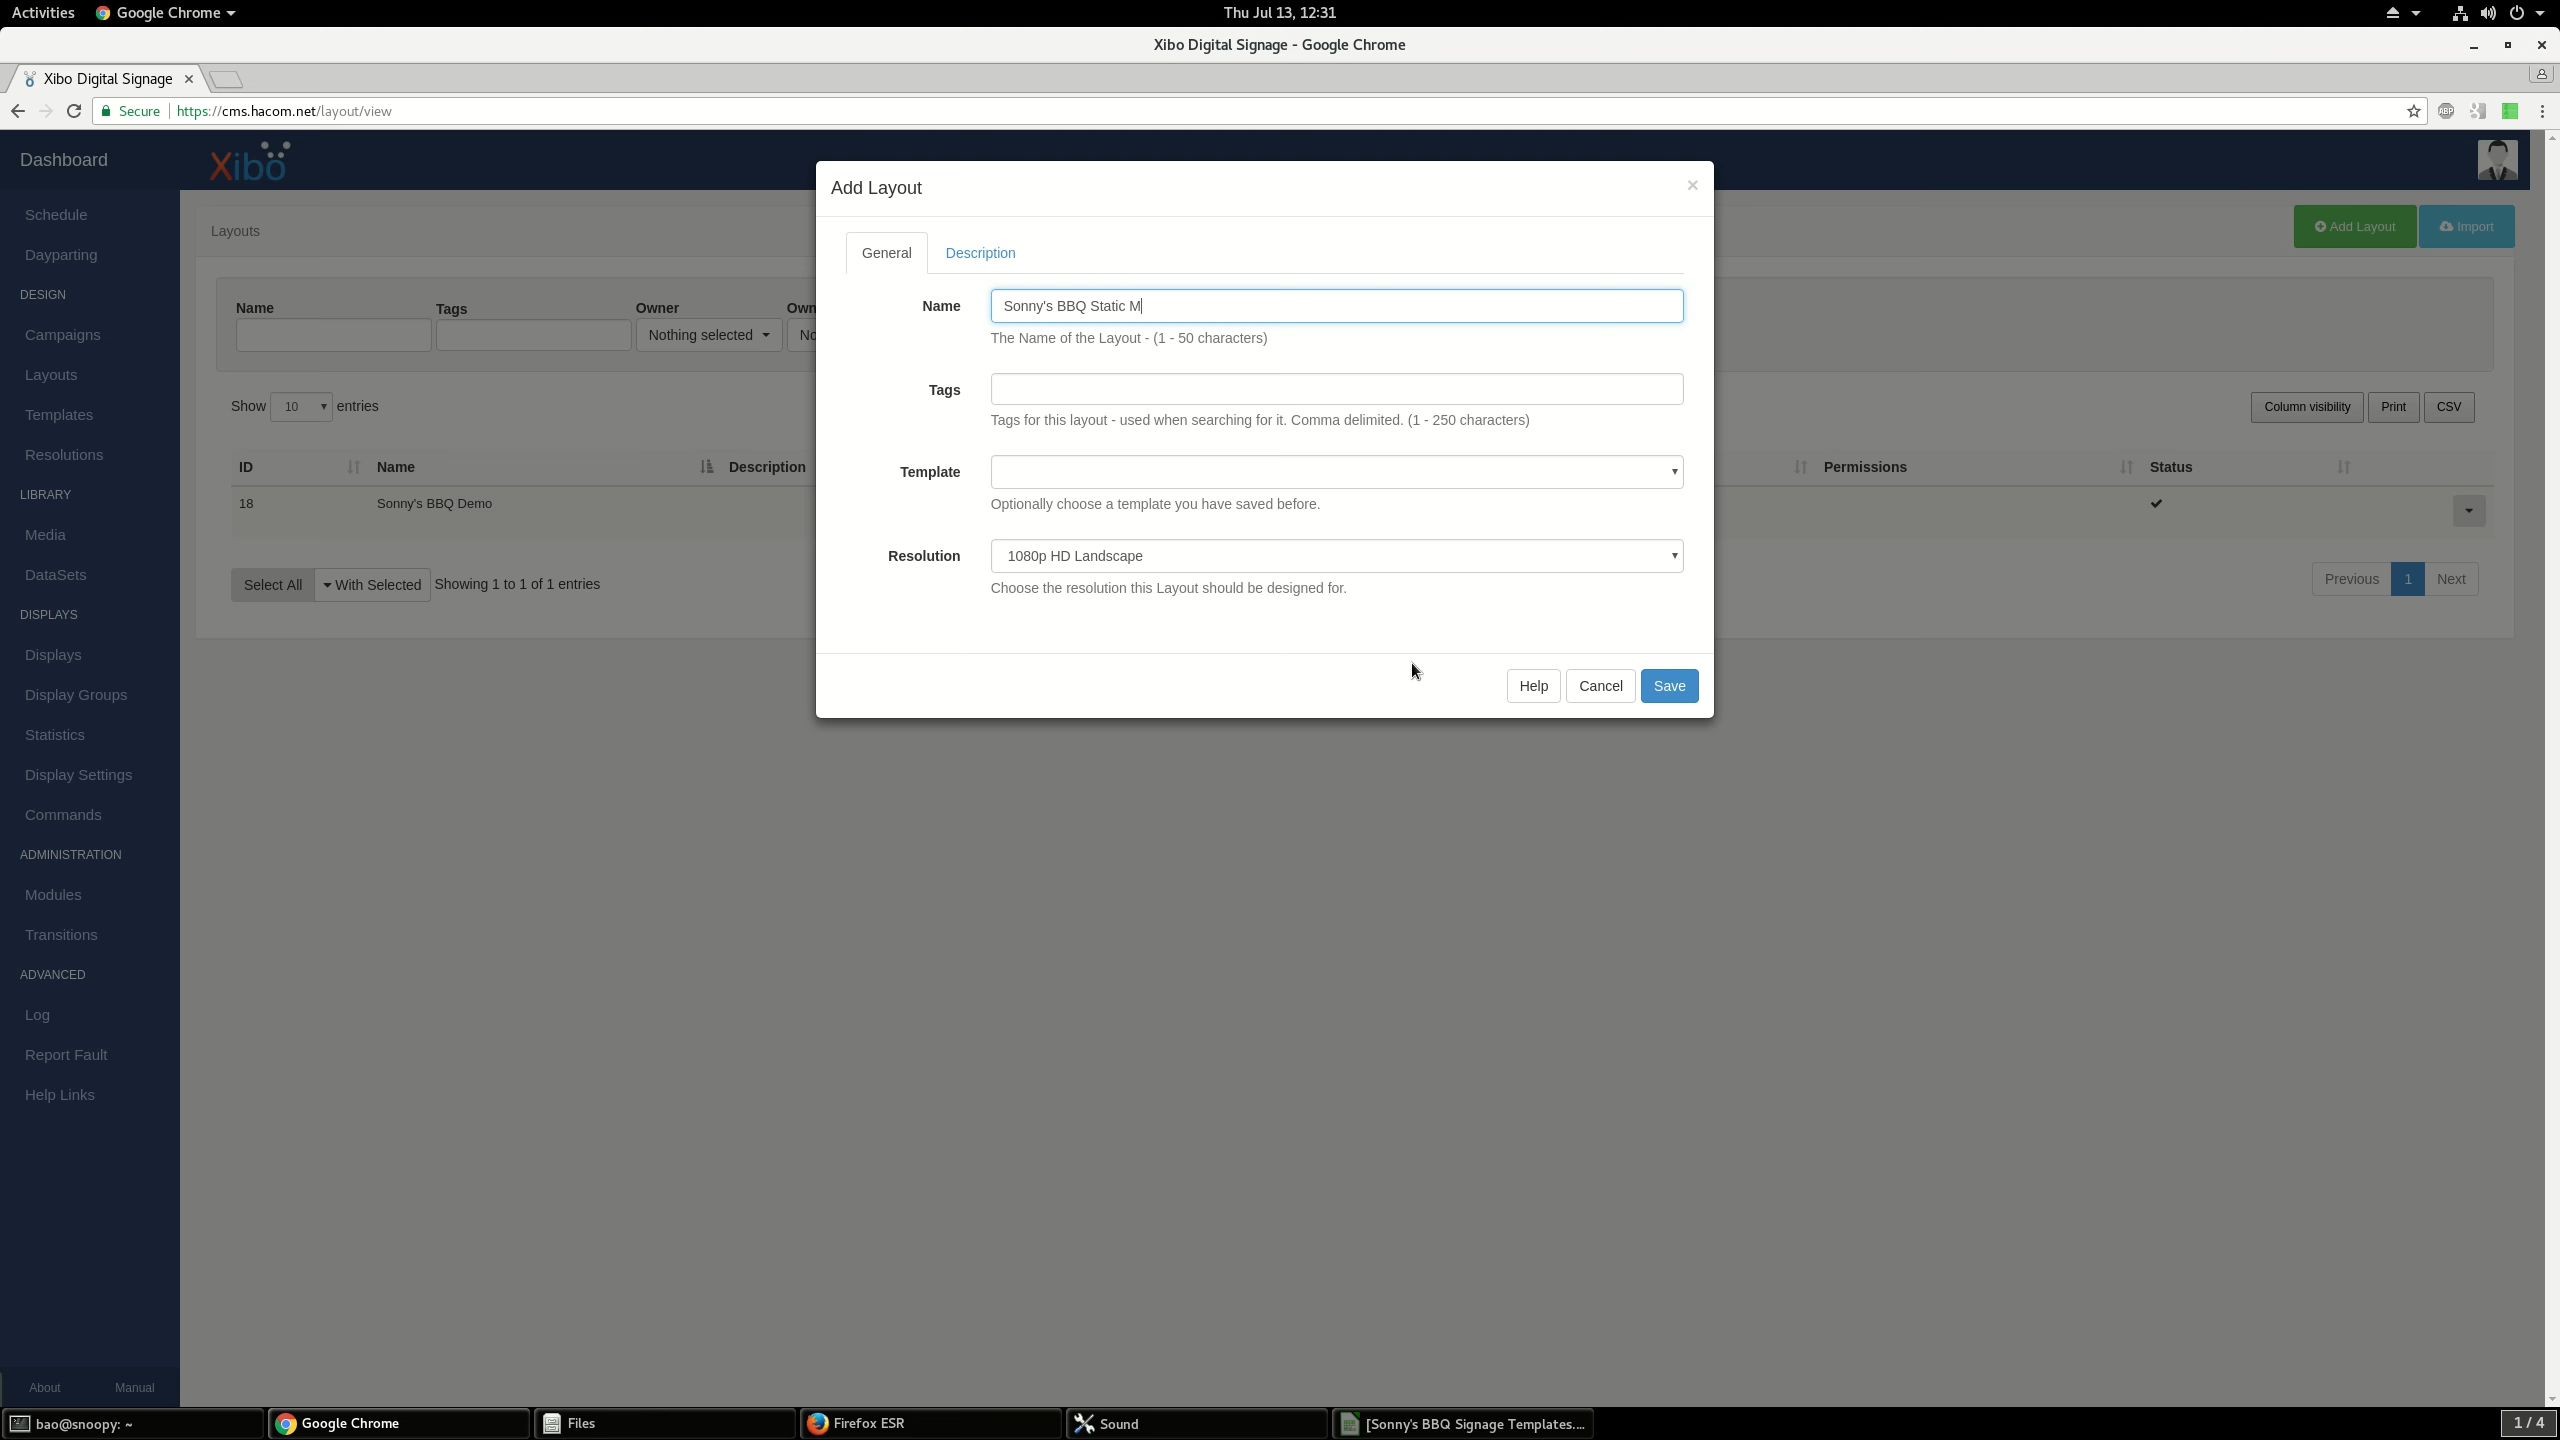 Activities Google Chrome Thu Jul 13, 12:31
Xibo Digital Signage - Google Chrome
Xibo Digital Signage
Secure https://cms.hacom.net/layout/view ABP
Dashboard Xibo
Schedule
Dayparting
DESIGN
Campaigns
Layouts
Templates
Resolutions
LIBRARY
Media
DataSets
DISPLAYS
Displays
Display Groups
Statistics
Display Settings
Commands
ADMINISTRATION
Modules
Transitions
ADVANCED
Log
Report Fault
Help Links
About Manual
Layouts Add Layout Import
Name Tags Owner Own
Nothing selected No
Show 10 entries Column visibility Print CSV
ID Name Description Permissions Status
18 Sonny's BBQ Demo
Select All With Selected Showing 1 to 1 of 1 entries Previous 1 Next
Add Layout ×
General Description
Name Sonny's BBQ Static M
The Name of the Layout - (1 - 50 characters)
Tags
Tags for this layout - used when searching for it. Comma delimited. (1 - 250 characters)
Template
Optionally choose a template you have saved before.
Resolution 1080p HD Landscape
Choose the resolution this Layout should be designed for.
Help Cancel Save
bao@snoopy: ~ Google Chrome Files Firefox ESR Sound [Sonny's BBQ Signage Templates.... 1 / 4